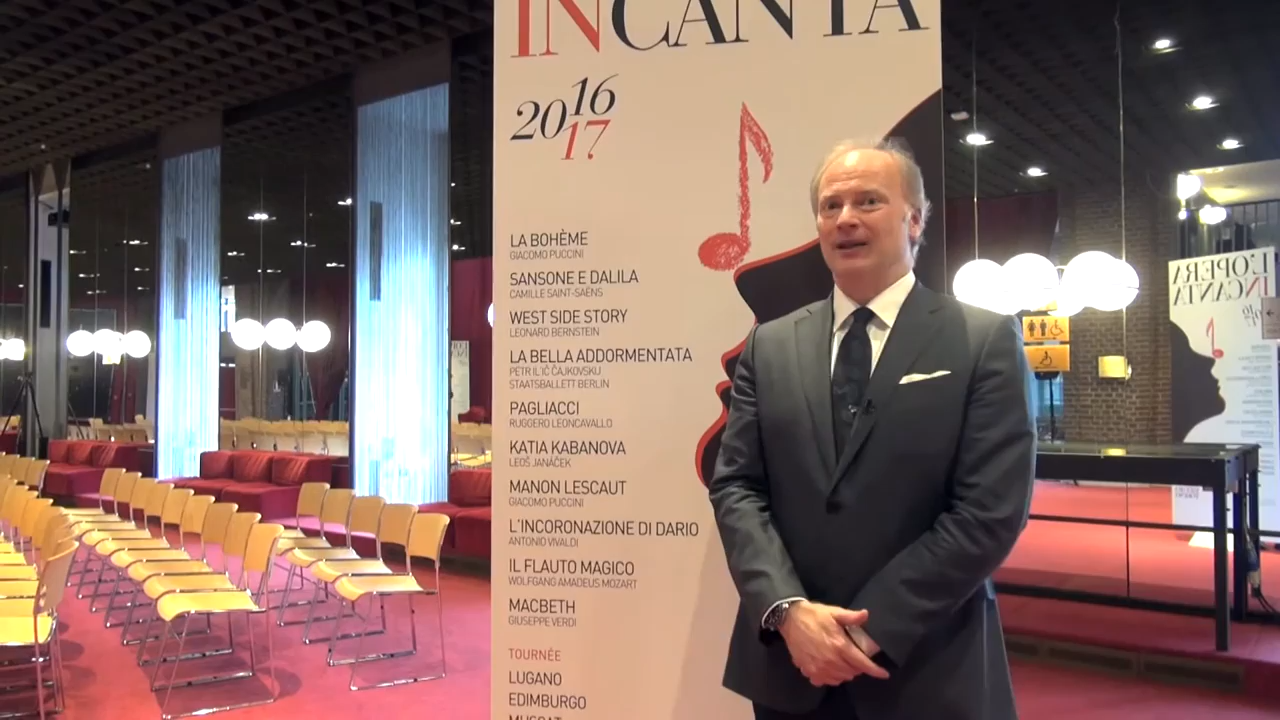 INCANTA
2016
17
LA BOHÈME
GIACOMO PUCCINI
SANSONE E DALILA
CAMILLE SAINT-SAËNS
WEST SIDE STORY
LEONARD BERNSTEIN
LA BELLA ADDORMENTATA
PËTR IL'IČ ČAJKOVSKIJ
STAATSBALLETT BERLIN
PAGLIACCI
RUGGERO LEONCAVALLO
KATIA KABANOVA
LEOŠ JANÁČEK
MANON LESCAUT
GIACOMO PUCCINI
L'INCORONAZIONE DI DARIO
ANTONIO VIVALDI
IL FLAUTO MAGICO
WOLFGANG AMADEUS MOZART
MACBETH
GIUSEPPE VERDI
TOURNÉE
LUGANO
EDIMBURGO
MUSCAT
L'OPERA
INCANTA